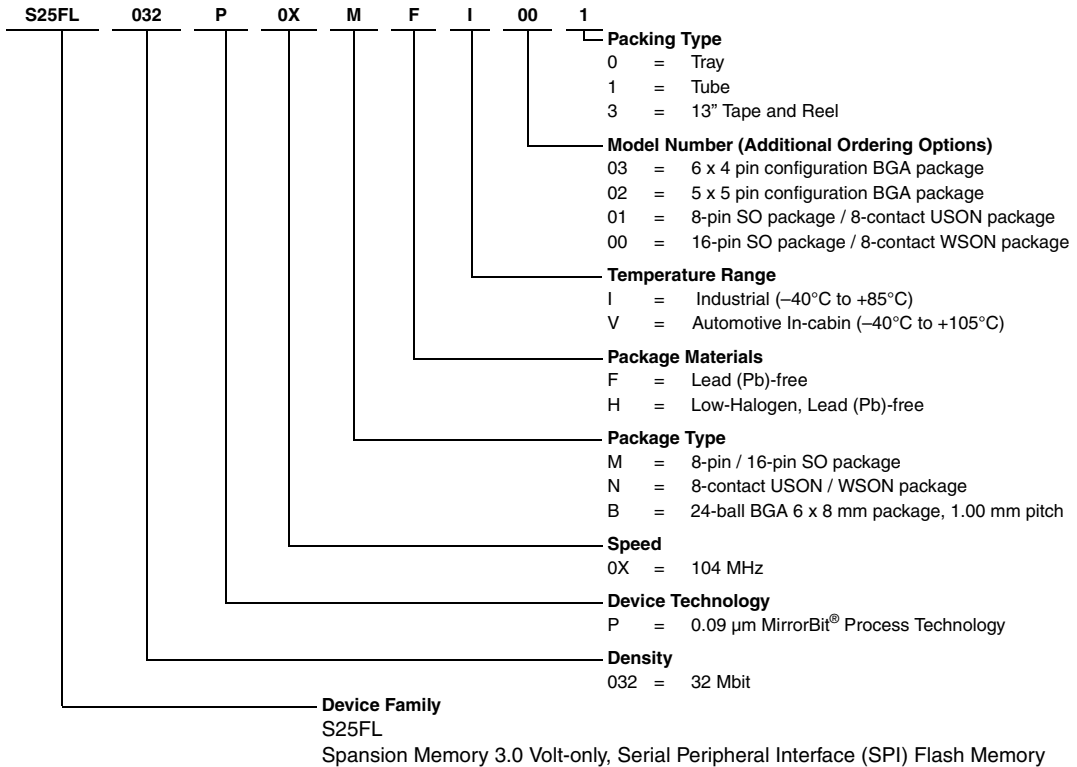 S25FL 032 P 0X M F I 00 1
Packing Type
0 = Tray
1 = Tube
3 = 13” Tape and Reel
Model Number (Additional Ordering Options)
03 = 6 x 4 pin configuration BGA package
02 = 5 x 5 pin configuration BGA package
01 = 8-pin SO package / 8-contact USON package
00 = 16-pin SO package / 8-contact WSON package
Temperature Range
I = Industrial (–40°C to +85°C)
V = Automotive In-cabin (–40°C to +105°C)
Package Materials
F = Lead (Pb)-free
H = Low-Halogen, Lead (Pb)-free
Package Type
M = 8-pin / 16-pin SO package
N = 8-contact USON / WSON package
B = 24-ball BGA 6 x 8 mm package, 1.00 mm pitch
Speed
0X = 104 MHz
Device Technology
P = 0.09 µm MirrorBit® Process Technology
Density
032 = 32 Mbit
Device Family
S25FL
Spansion Memory 3.0 Volt-only, Serial Peripheral Interface (SPI) Flash Memory